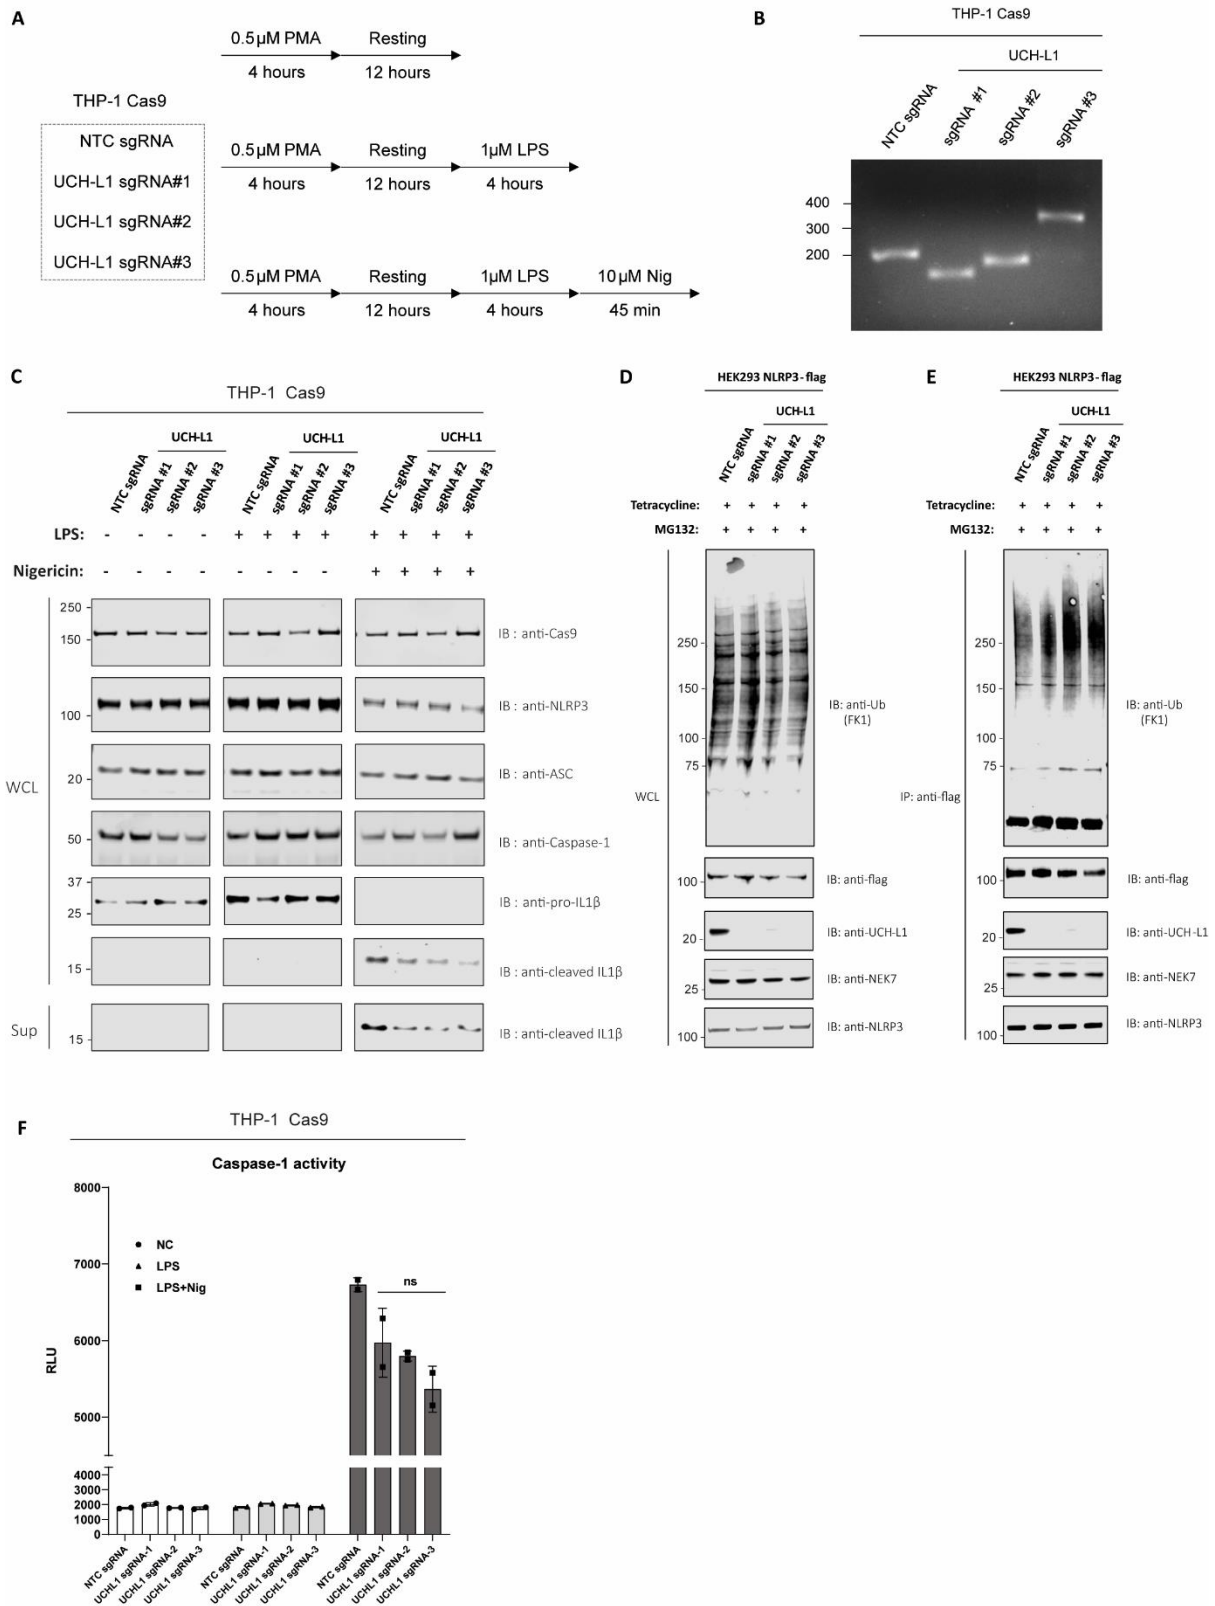 A
0.5µM PMA Resting
4 hours 12 hours
THP-1 Cas9
NTC sgRNA
UCH-L1 sgRNA#1
UCH-L1 sgRNA#2
UCH-L1 sgRNA#3
0.5µM PMA Resting 1µM LPS
4 hours 12 hours 4 hours
0.5µM PMA Resting 1µM LPS 10µM Nig
4 hours 12 hours 4 hours 45 min
B
THP-1 Cas9
UCH-L1
NTC sgRNA sgRNA #1 sgRNA #2 sgRNA #3
400
300
200
C
THP-1 Cas9
UCH-L1 UCH-L1 UCH-L1
NTC sgRNA sgRNA #1 sgRNA #2 sgRNA #3 NTC sgRNA sgRNA #1 sgRNA #2 sgRNA #3 NTC sgRNA sgRNA #1 sgRNA #2 sgRNA #3
LPS: - - - - + + + + + + + +
Nigericin: - - - - - - - - + + + +
WCL
250
150
IB : anti-Cas9
100
IB : anti-NLRP3
20
IB : anti-ASC
50
IB : anti-Caspase-1
37
25
IB : anti-pro-IL1β
15
IB : anti-cleaved IL1β
Sup
15
IB : anti-cleaved IL1β
D
HEK293 NLRP3-flag
UCH-L1
NTC sgRNA sgRNA #1 sgRNA #2 sgRNA #3
Tetracycline: + + + +
MG132: + + + +
WCL
250
150
100
75
IB: anti-Ub
(FK1)
100
IB: anti-flag
20
IB: anti-UCH-L1
25
IB: anti-NEK7
100
IB: anti-NLRP3
E
HEK293 NLRP3-flag
UCH-L1
NTC sgRNA sgRNA #1 sgRNA #2 sgRNA #3
Tetracycline: + + + +
MG132: + + + +
IP: anti-flag
250
150
100
75
IB: anti-Ub
(FK1)
100
IB: anti-flag
20
IB: anti-UCH-L1
25
IB: anti-NEK7
100
IB: anti-NLRP3
F
THP-1 Cas9
Caspase-1 activity
RLU
8000
7000
6000
5000
4000
3000
2000
1000
0
NC
LPS
LPS+Nig
ns
NTC sgRNA UCHL1 sgRNA-1 UCHL1 sgRNA-2 UCHL1 sgRNA-3 NTC sgRNA UCHL1 sgRNA-1 UCHL1 sgRNA-2 UCHL1 sgRNA-3 NTC sgRNA UCHL1 sgRNA-1 UCHL1 sgRNA-2 UCHL1 sgRNA-3